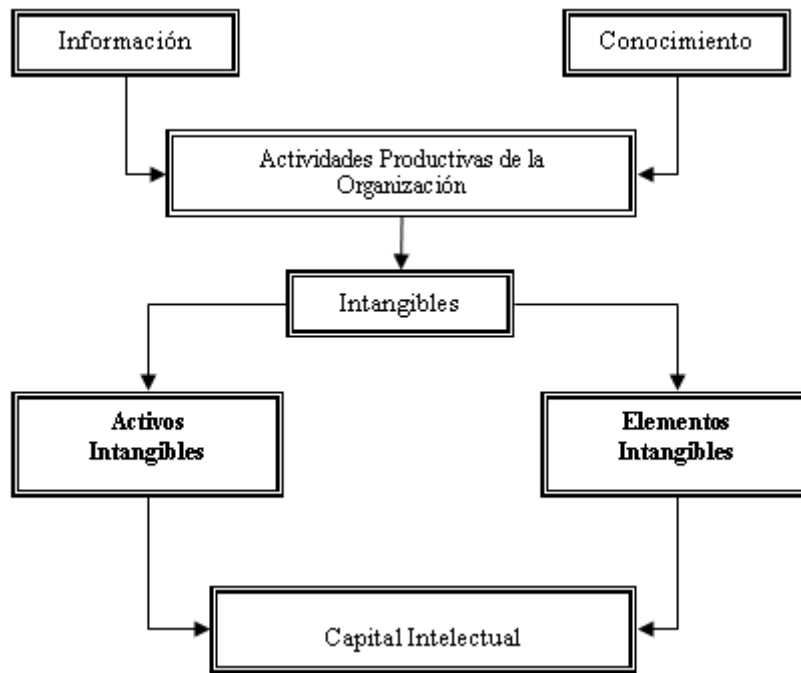 Información
Conocimiento
Actividades Productivas de la
Organización
Intangibles
Activos
Intangibles
Elementos
Intangibles
Capital Intelectual